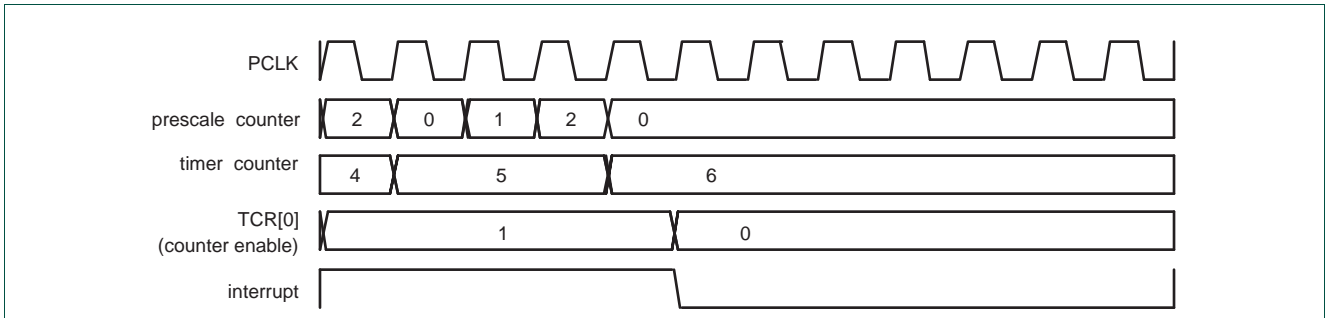 PCLK
prescale counter
2 0 1 2 0
timer counter
4 5 6
TCR[0]
(counter enable)
1 0
interrupt